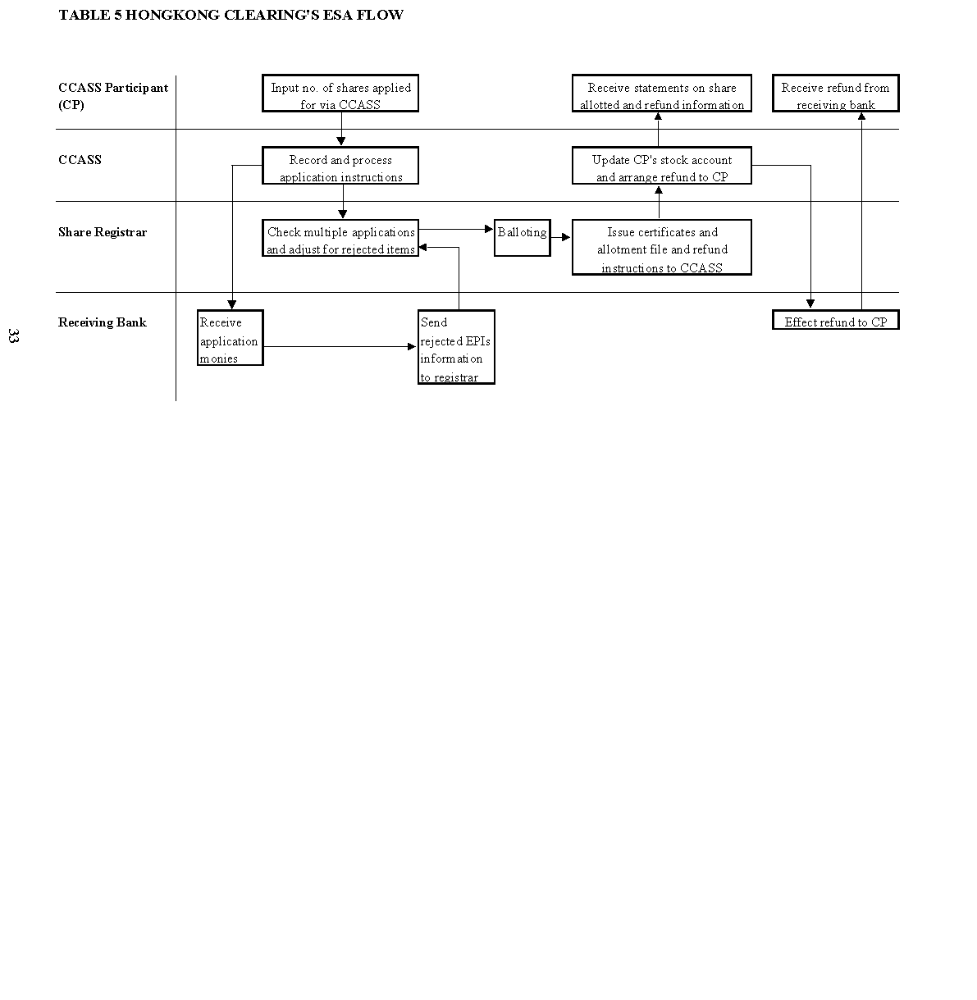 TABLE 5 HONGKONG CLEARING'S ESA FLOW
CCASS Participant
(CP)
Input no. of shares applied
for via CCASS
Receive statements on share
allotted and refund information
Receive refund from
receiving bank
CCASS
Record and process
application instructions
Update CP's stock account
and arrange refund to CP
Share Registrar
Check multiple applications
and adjust for rejected items
Balloting
Issue certificates and
allotment file and refund
instructions to CCASS
Receiving Bank
Receive
application
monies
Send
rejected EPIs
information
to registrar
Effect refund to CP
33